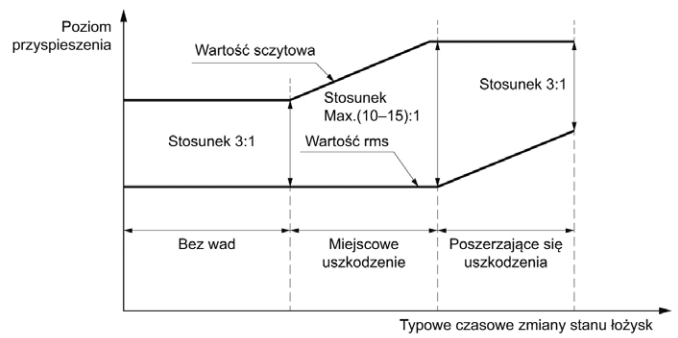 Poziom
przyspieszenia
Wartość sczytowa
Stosunek 3:1
Stosunek
Max.(10–15):1
Stosunek 3:1
Wartość rms
Bez wad
Miejscowe
uszkodzenie
Poszerzające się
uszkodzenia
Typowe czasowe zmiany stanu łożysk